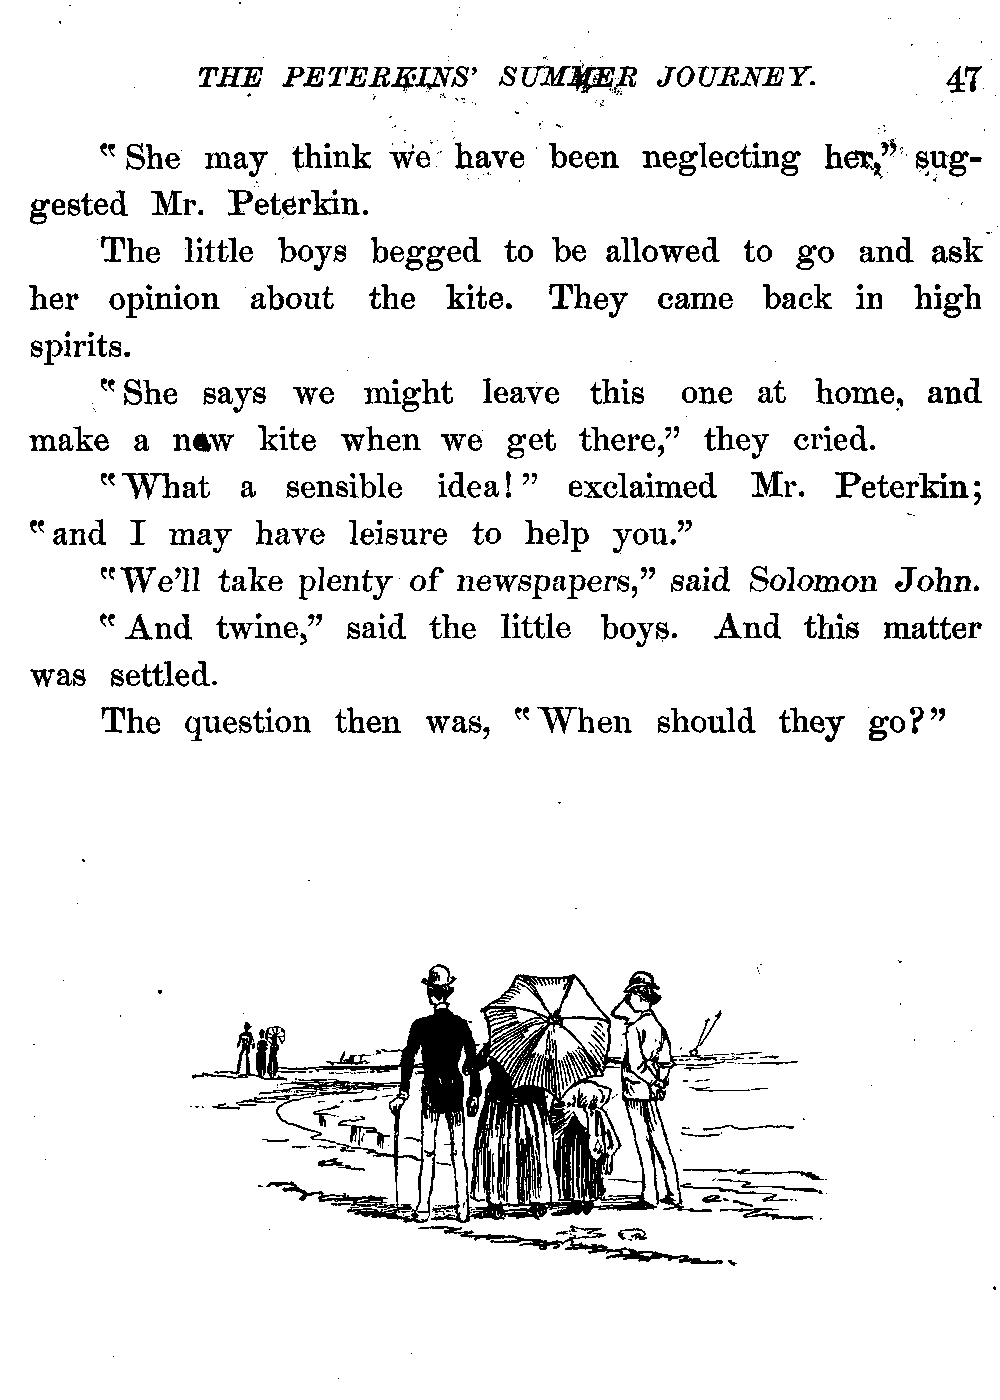 THE PETERKINS' SUMMER JOURNEY. 47
"She may think we have been neglecting her," sug-
gested Mr. Peterkin.
The little boys begged to be allowed to go and ask
her opinion about the kite. They came back in high
spirits.
"She says we might leave this one at home, and
make a new kite when we get there," they cried.
"What a sensible idea!" exclaimed Mr. Peterkin;
"and I may have leisure to help you."
"We'll take plenty of newspapers," said Solomon John.
"And twine," said the little boys. And this matter
was settled.
The question then was, "When should they go?"